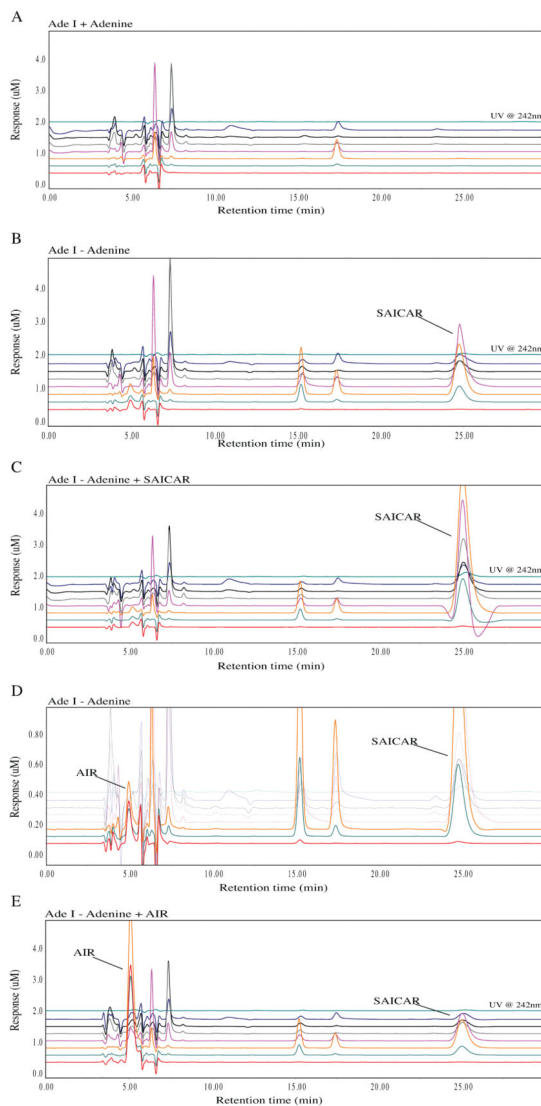 A
Ade I + Adenine
Response (uM)
4.0
3.0
2.0
1.0
0.0
UV @ 242nm
0.00 5.00 10.00 15.00 20.00 25.00
Retention time (min)
B
Ade I - Adenine
Response (uM)
4.0
3.0
2.0
1.0
0.0
SAICAR
UV @ 242nm
0.00 5.00 10.00 15.00 20.00 25.00
Retention time (min)
C
Ade I - Adenine + SAICAR
Response (uM)
4.0
3.0
2.0
1.0
0.0
SAICAR
UV @ 242nm
0.00 5.00 10.00 15.00 20.00 25.00
Retention time (min)
D
Ade I - Adenine
Response (uM)
0.80
0.60
0.40
0.20
0.00
AIR
SAICAR
0.00 5.00 10.00 15.00 20.00 25.00
Retention time (min)
E
Ade I - Adenine + AIR
Response (uM)
4.0
3.0
2.0
1.0
0.0
AIR
SAICAR
UV @ 242nm
0.00 5.00 10.00 15.00 20.00 25.00
Retention time (min)